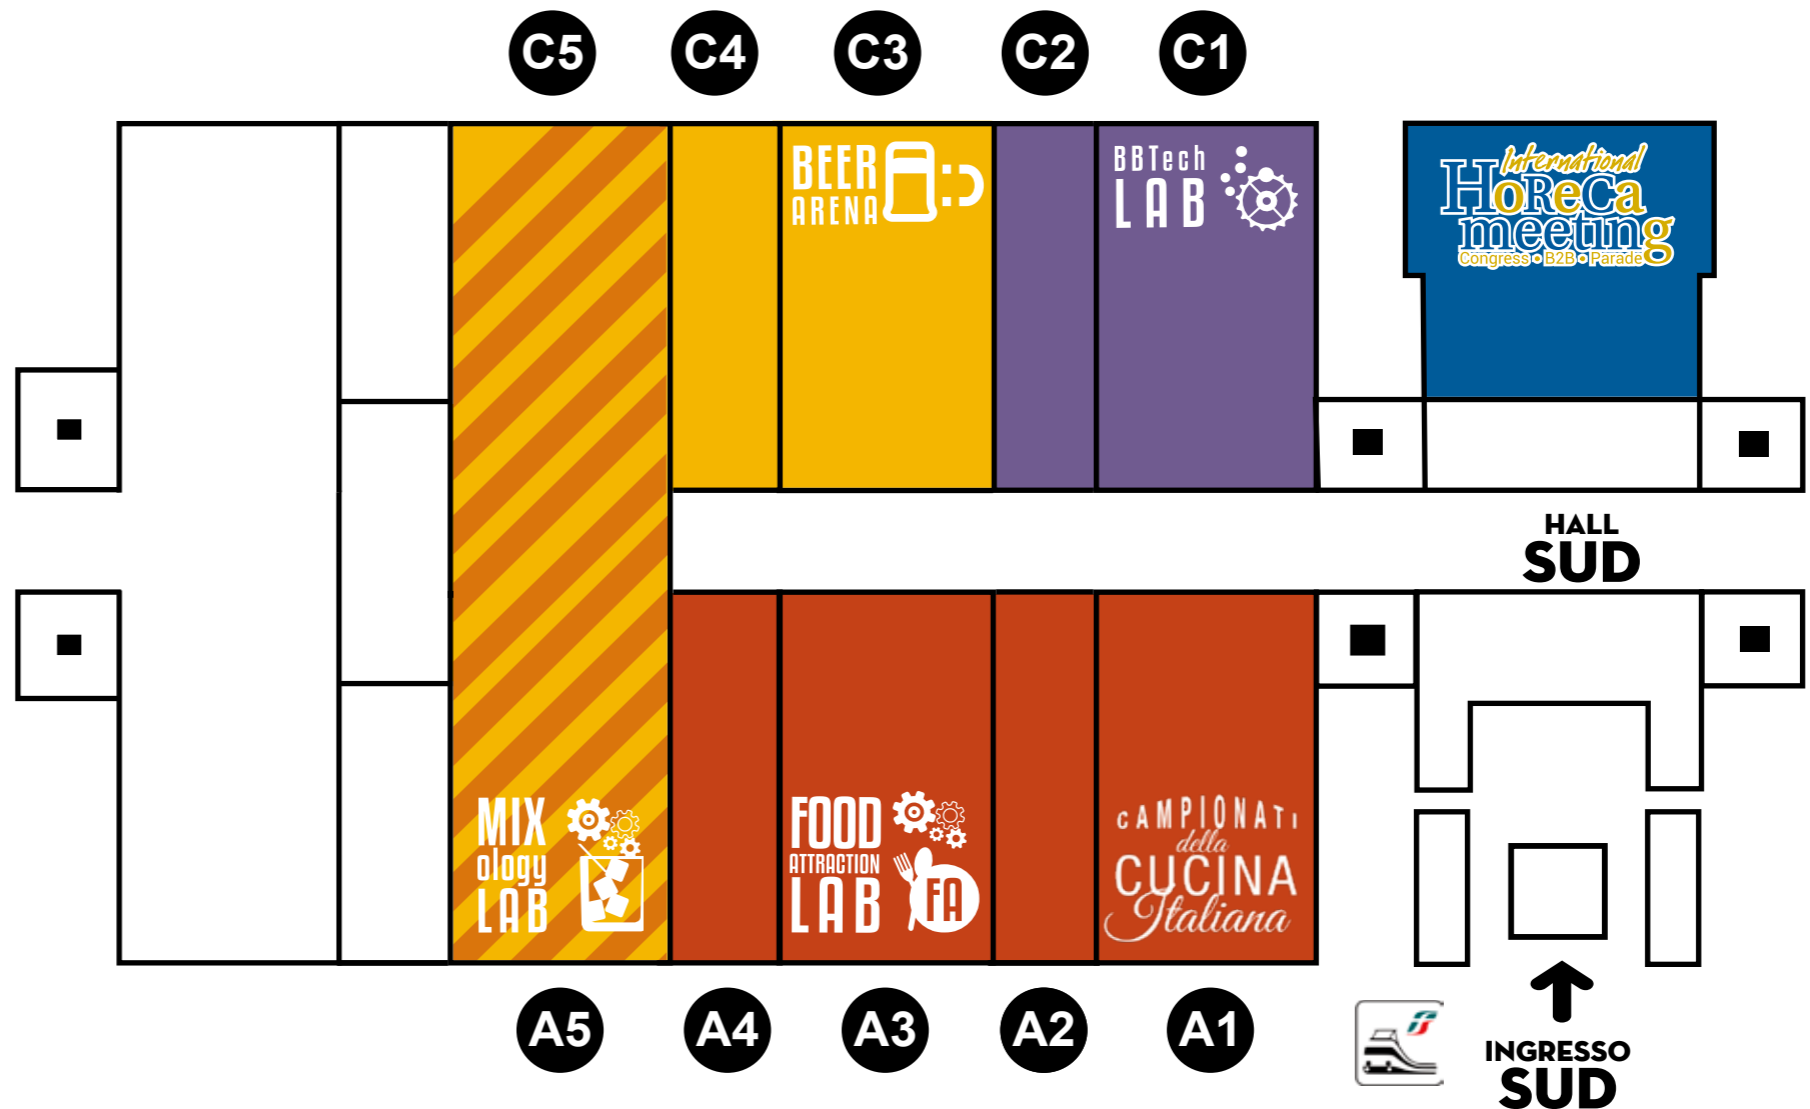 C5
C4
C3
C2
C1
BEER
ARENA
BBTech
LAB
International
HoReCa
meeting
Congress • B2B • Parade
HALL
SUD
MIX
ology
LAB
FOOD
ATTRACTION
LAB
FA
CAMPIONATI
della
CUCINA
Italiana
A5
A4
A3
A2
A1
INGRESSO
SUD